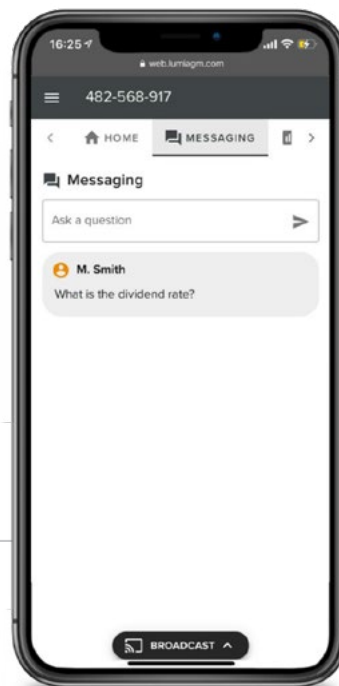 16:25
web.lumiagm.com
482-568-917
HOME
MESSAGING
Messaging
Ask a question
M. Smith
What is the dividend rate?
BROADCAST